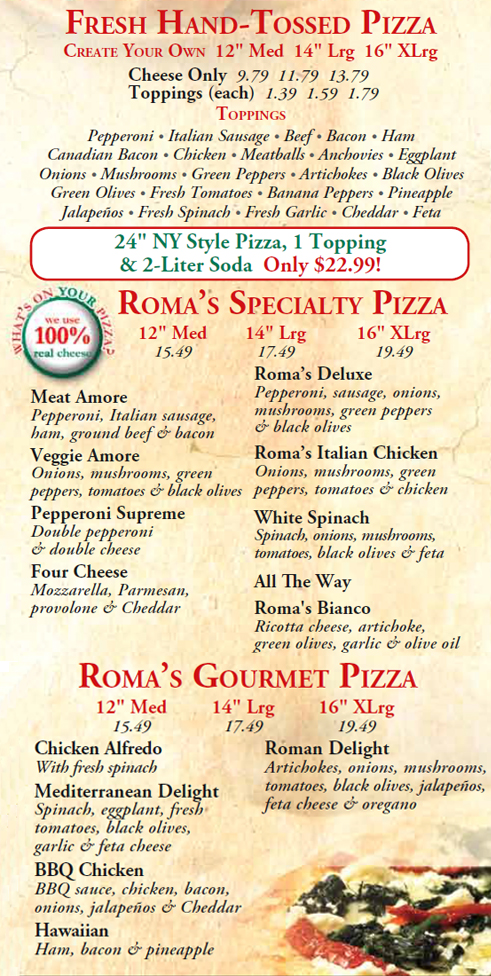 Fresh Hand-Tossed Pizza
Create Your Own 12" Med 14" Lrg 16" XLrg
Cheese Only 9.79 11.79 13.79
Toppings (each) 1.39 1.59 1.79
Toppings
Pepperoni • Italian Sausage • Beef • Bacon • Ham
Canadian Bacon • Chicken • Meatballs • Anchovies • Eggplant
Onions • Mushrooms • Green Peppers • Artichokes • Black Olives
Green Olives • Fresh Tomatoes • Banana Peppers • Pineapple
Jalapeños • Fresh Spinach • Fresh Garlic • Cheddar • Feta
24" NY Style Pizza, 1 Topping
& 2-Liter Soda Only $22.99!
WHAT'S ON YOUR PIZZA?
we use
100%
real cheese
Roma's Specialty Pizza
12" Med 14" Lrg 16" XLrg
15.49 17.49 19.49
Meat Amore
Pepperoni, Italian sausage,
ham, ground beef & bacon
Veggie Amore
Onions, mushrooms, green
peppers, tomatoes & black olives
Pepperoni Supreme
Double pepperoni
& double cheese
Four Cheese
Mozzarella, Parmesan,
provolone & Cheddar
Roma's Deluxe
Pepperoni, sausage, onions,
mushrooms, green peppers
& black olives
Roma's Italian Chicken
Onions, mushrooms, green
peppers, tomatoes & chicken
White Spinach
Spinach, onions, mushrooms,
tomatoes, black olives & feta
All The Way
Roma's Bianco
Ricotta cheese, artichoke,
green olives, garlic & olive oil
Roma's Gourmet Pizza
12" Med 14" Lrg 16" XLrg
15.49 17.49 19.49
Chicken Alfredo
With fresh spinach
Mediterranean Delight
Spinach, eggplant, fresh
tomatoes, black olives,
garlic & feta cheese
BBQ Chicken
BBQ sauce, chicken, bacon,
onions, jalapeños & Cheddar
Hawaiian
Ham, bacon & pineapple
Roman Delight
Artichokes, onions, mushrooms,
tomatoes, black olives, jalapeños,
feta cheese & oregano